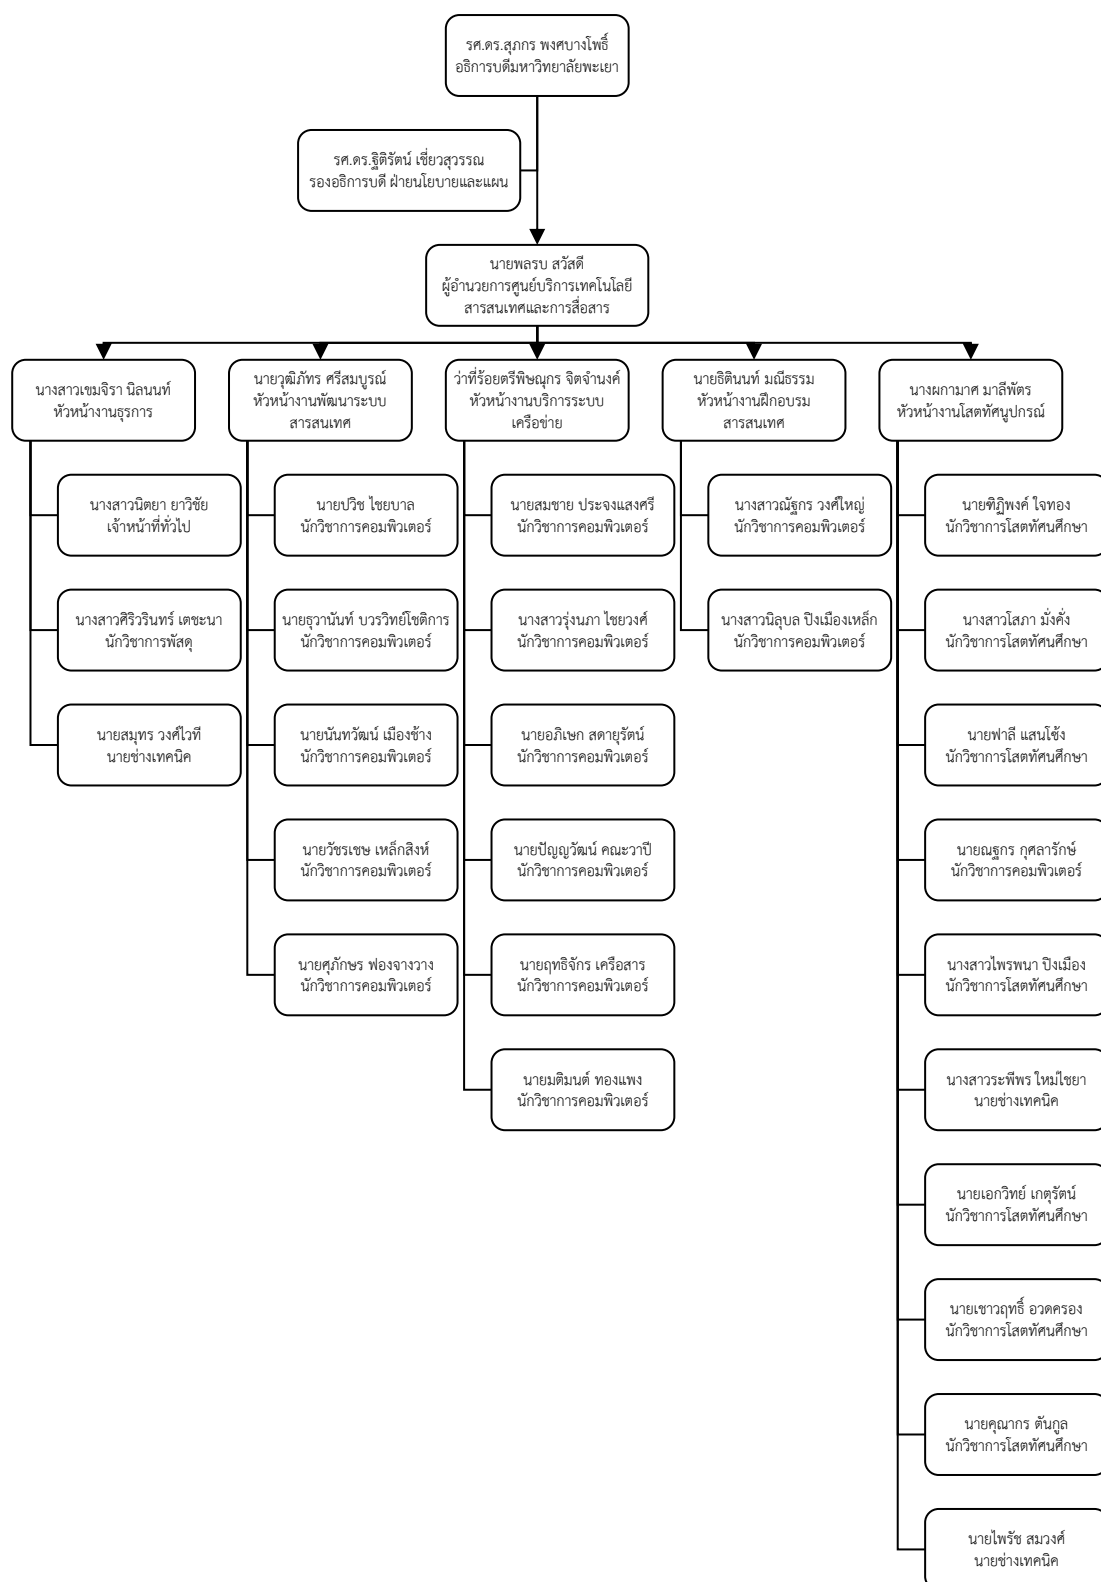 รศ.ดร.สุภกร พงศบางโพธิ์
อธิการบดีมหาวิทยาลัยพะเยา
รศ.ดร.ฐิติรัตน์ เชี่ยวสุวรรณ
รองอธิการบดี ฝ่ายนโยบายและแผน
นายพลรบ สวัสดี
ผู้อำนวยการศูนย์บริการเทคโนโลยี
สารสนเทศและการสื่อสาร
นางสาวเขมจิรา นิลนนท์
หัวหน้างานธุรการ
นางสาวนิตยา ยาวิชัย
เจ้าหน้าที่ทั่วไป
นางสาวศิริวรินทร์ เตชะนา
นักวิชาการพัสดุ
นายสมุทร วงศ์ไวที
นายช่างเทคนิค
นายวุฒิภัทร ศรีสมบูรณ์
หัวหน้างานพัฒนาระบบ
สารสนเทศ
นายปวิช ไชยบาล
นักวิชาการคอมพิวเตอร์
นายธุวานันท์ บวรวิทย์โชติการ
นักวิชาการคอมพิวเตอร์
นายนันทวัฒน์ เมืองช้าง
นักวิชาการคอมพิวเตอร์
นายวัชรเชษ เหล็กสิงห์
นักวิชาการคอมพิวเตอร์
นายศุภักษร ฟองจางวาง
นักวิชาการคอมพิวเตอร์
ว่าที่ร้อยตรีพิษณุกร จิตจำนงค์
หัวหน้างานบริการระบบ
เครือข่าย
นายสมชาย ประจงแสงศรี
นักวิชาการคอมพิวเตอร์
นางสาวรุ่งนภา ไชยวงศ์
นักวิชาการคอมพิวเตอร์
นายอภิเษก สดายุรัตน์
นักวิชาการคอมพิวเตอร์
นายปัญญวัฒน์ คณะวาปี
นักวิชาการคอมพิวเตอร์
นายฤทธิจักร เครือสาร
นักวิชาการคอมพิวเตอร์
นายมติมนต์ ทองแพง
นักวิชาการคอมพิวเตอร์
นายธิตินนท์ มณีธรรม
หัวหน้างานฝึกอบรม
สารสนเทศ
นางสาวณัฐกร วงศ์ใหญ่
นักวิชาการคอมพิวเตอร์
นางสาวนิลุบล ปิงเมืองเหล็ก
นักวิชาการคอมพิวเตอร์
นางผกามาศ มาลีพัตร
หัวหน้างานโสตทัศนูปกรณ์
นายฑิฏิพงค์ ใจทอง
นักวิชาการโสตทัศนศึกษา
นางสาวโสภา มั่งคั่ง
นักวิชาการโสตทัศนศึกษา
นายฟาลี แสนโซ้ง
นักวิชาการโสตทัศนศึกษา
นายณฐกร กุศลารักษ์
นักวิชาการคอมพิวเตอร์
นางสาวไพรพนา ปิงเมือง
นักวิชาการโสตทัศนศึกษา
นางสาวระพีพร ใหม่ไชยา
นายช่างเทคนิค
นายเอกวิทย์ เกตุรัตน์
นักวิชาการโสตทัศนศึกษา
นายเชาวฤทธิ์ อวดครอง
นักวิชาการโสตทัศนศึกษา
นายคุณากร ตันกูล
นักวิชาการโสตทัศนศึกษา
นายไพรัช สมวงศ์
นายช่างเทคนิค